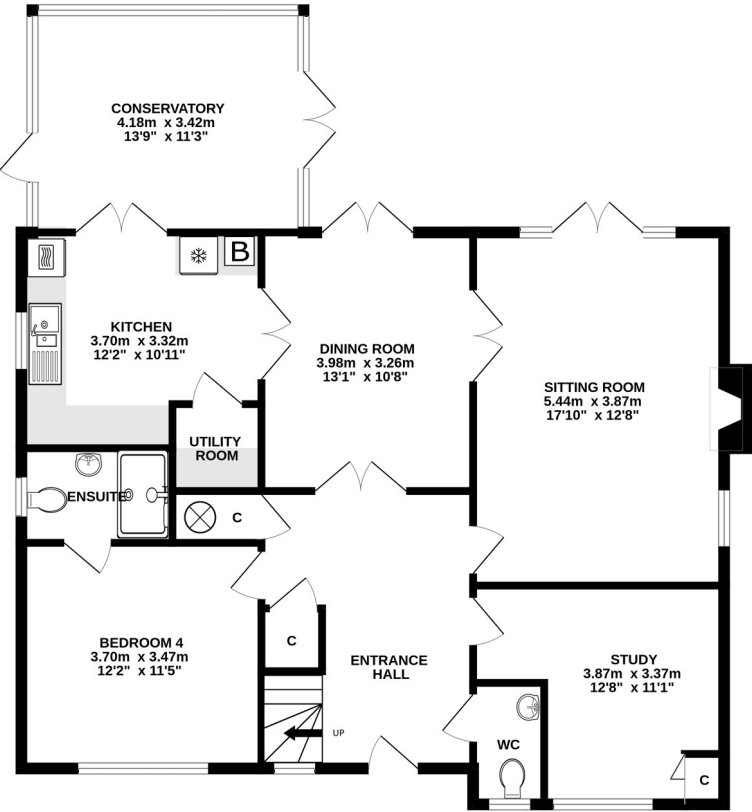 CONSERVATORY
4.18m x 3.42m
13'9" x 11'3"
B
KITCHEN
3.70m x 3.32m
12'2" x 10'11"
DINING ROOM
3.98m x 3.26m
13'1" x 10'8"
SITTING ROOM
5.44m x 3.87m
17'10" x 12'8"
UTILITY
ROOM
ENSUITE
C
BEDROOM 4
3.70m x 3.47m
12'2" x 11'5"
C
ENTRANCE
HALL
STUDY
3.87m x 3.37m
12'8" x 11'1"
UP
WC
C